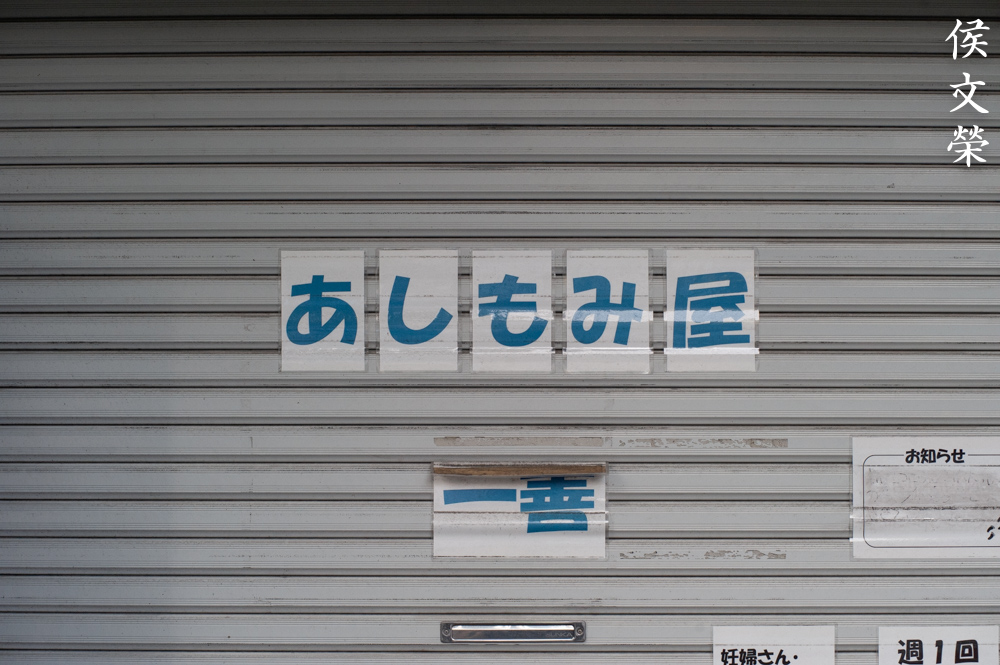 侯文榮
あしもみ屋
一善
お知らせ
妊婦さん・
週1回